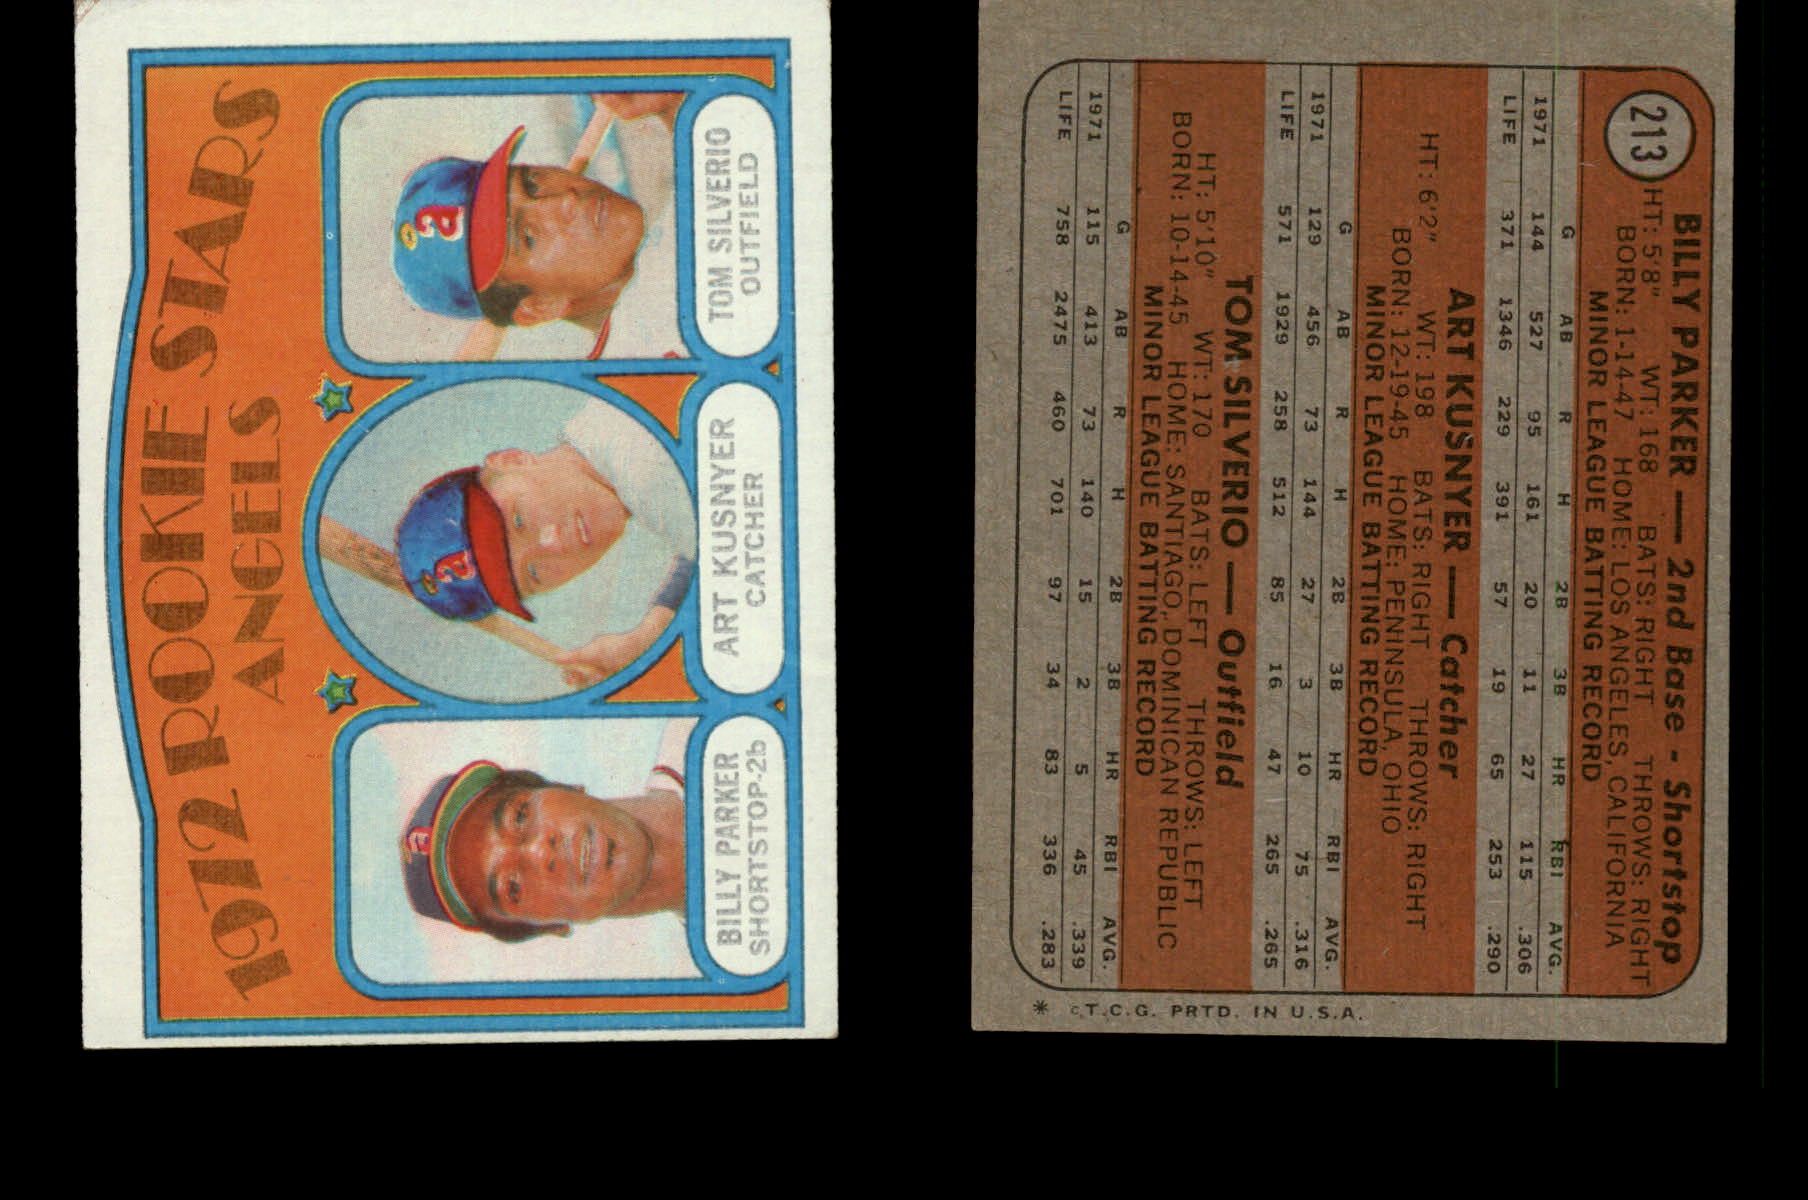 1972 ROOKIE STARS
ANGELS
TOM SILVERIO
OUTFIELD
ART KUSNYER
CATCHER
BILLY PARKER
SHORTSTOP-2b
a
a
a
213
BILLY PARKER — 2nd Base - Shortstop
HT: 5'8" WT: 168 BATS: RIGHT THROWS: RIGHT
BORN: 1-14-47 HOME: LOS ANGELES, CALIFORNIA
MINOR LEAGUE BATTING RECORD
G AB R H 2B 3B HR RBI AVG.
1971 144 527 95 161 20 11 27 115 .306
LIFE 371 1346 229 391 57 19 65 253 .290
ART KUSNYER — Catcher
HT: 6'2" WT: 198 BATS: RIGHT THROWS: RIGHT
BORN: 12-19-45 HOME: PENINSULA, OHIO
MINOR LEAGUE BATTING RECORD
G AB R H 2B 3B HR RBI AVG.
1971 129 456 73 144 27 3 10 75 .316
LIFE 571 1929 258 512 85 16 47 265 .265
TOM SILVERIO — Outfield
HT: 5'10" WT: 170 BATS: LEFT THROWS: LEFT
BORN: 10-14-45 HOME: SANTIAGO, DOMINICAN REPUBLIC
MINOR LEAGUE BATTING RECORD
G AB R H 2B 3B HR RBI AVG.
1971 115 413 73 140 15 2 5 45 .339
LIFE 758 2475 460 701 97 34 83 336 .283
* © T.C.G. PRTD. IN U.S.A.